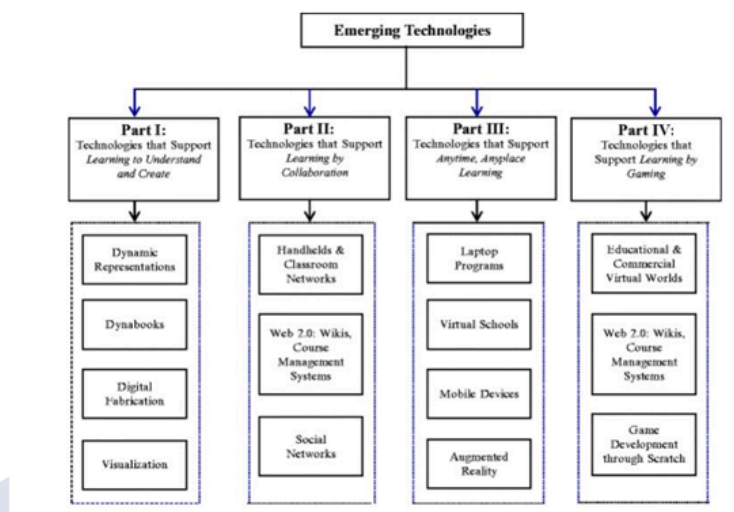 Emerging Technologies
Part I:
Technologies that Support
Learning to Understand
and Create
Part II:
Technologies that Support
Learning by
Collaboration
Part III:
Technologies that Support
Anytime, Anyplace
Learning
Part IV:
Technologies that
Support Learning by
Gaming
Dynamic
Representations
Dynabooks
Digital
Fabrication
Visualization
Handhelds &
Classroom
Networks
Web 2.0: Wikis,
Course
Management
Systems
Social
Networks
Laptop
Programs
Virtual Schools
Mobile Devices
Augmented
Reality
Educational &
Commercial
Virtual Worlds
Web 2.0: Wikis,
Course
Management
Systems
Game
Development
through Scratch